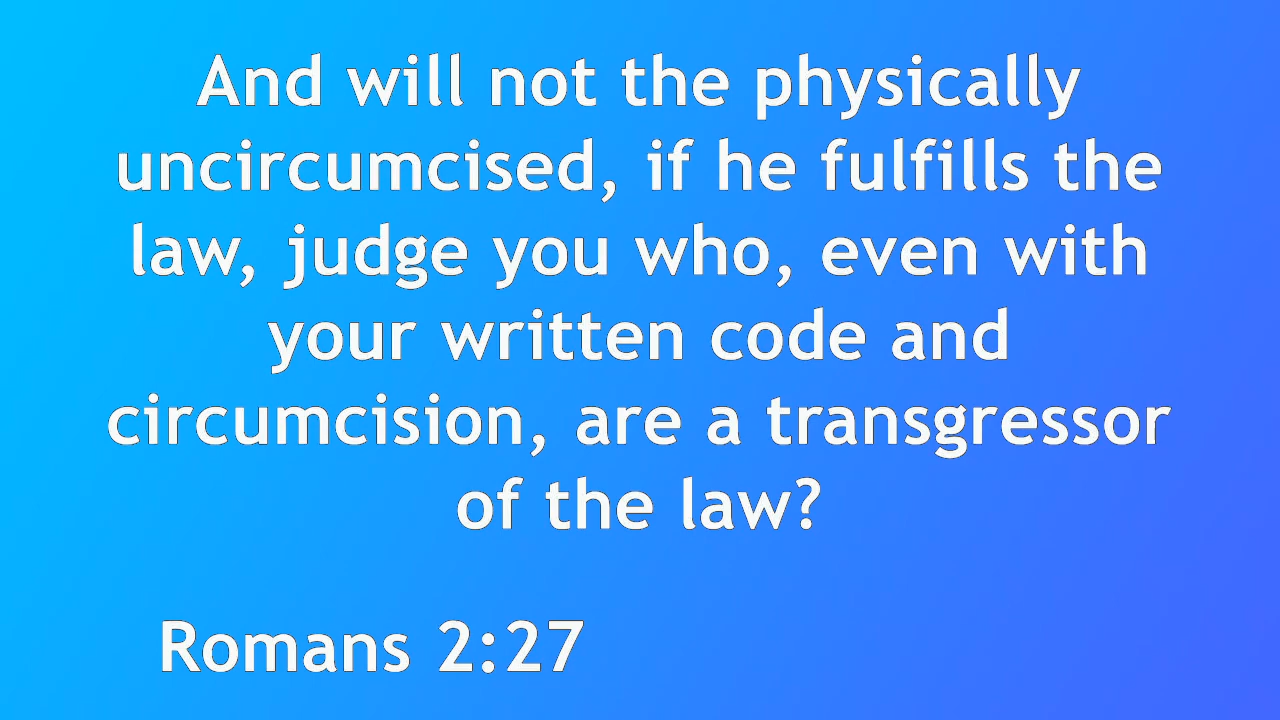 And will not the physically
uncircumcised, if he fulfills the
law, judge you who, even with
your written code and
circumcision, are a transgressor
of the law?
Romans 2:27